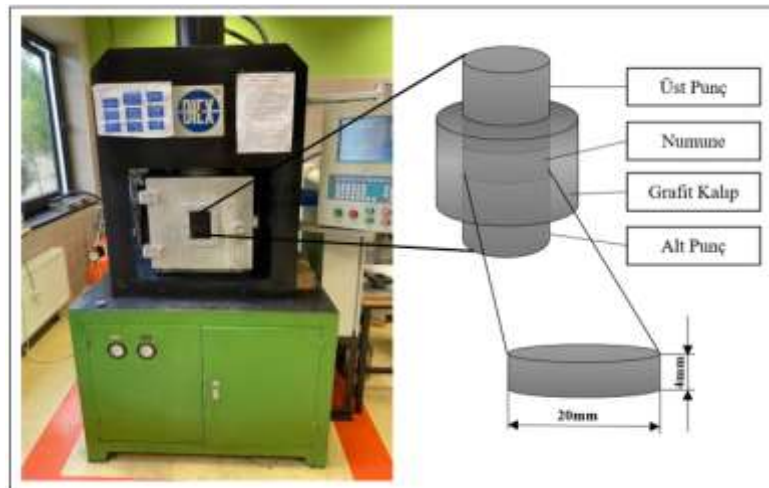 DIEX
Üst Punç
Numune
Grafit Kalıp
Alt Punç
4mm
20mm